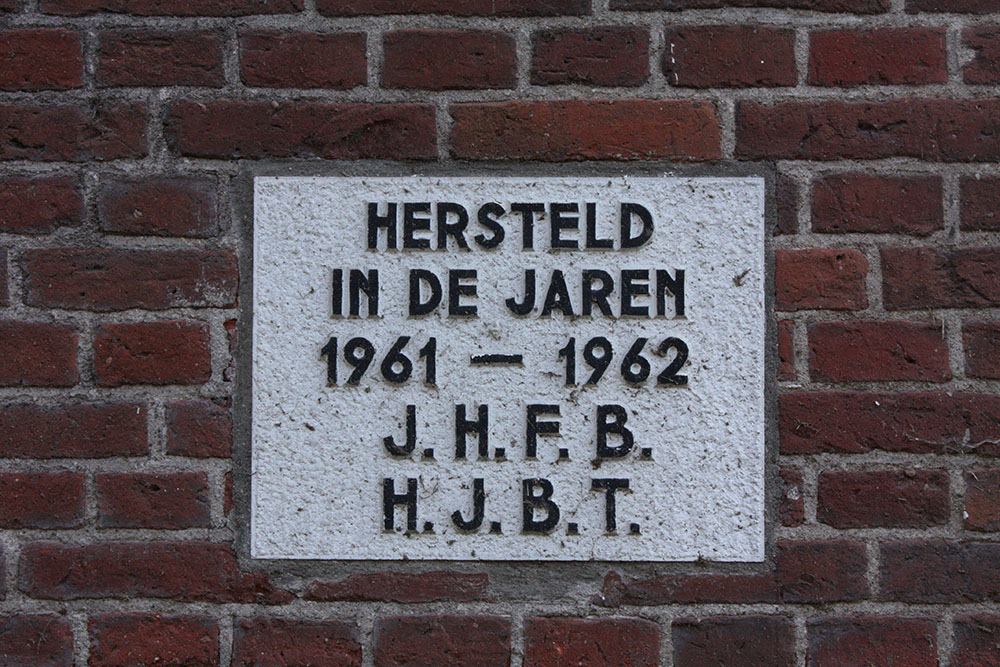 HERSTELD
IN DE JAREN
1961 — 1962
J. H. F. B.
H. J. B. T.